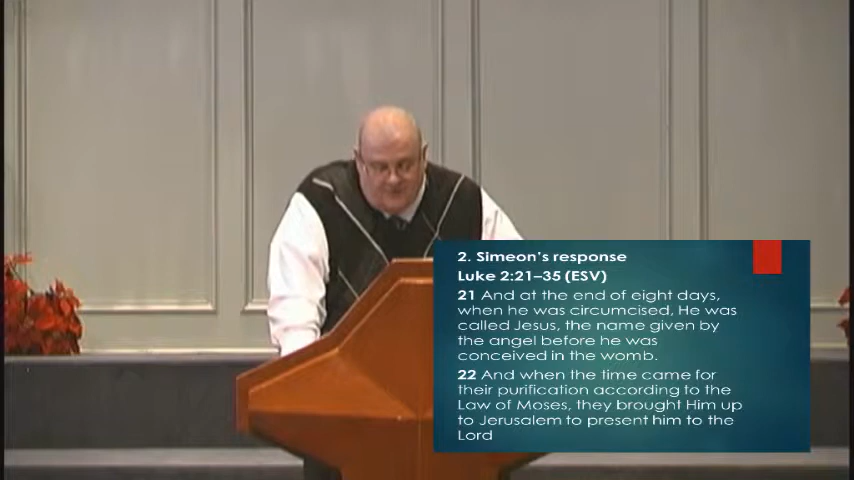 2. Simeon's response
Luke 2:21–35 (ESV)
21 And at the end of eight days,
when he was circumcised, He was
called Jesus, the name given by
the angel before he was
conceived in the womb.
22 And when the time came for
their purification according to the
Law of Moses, they brought Him up
to Jerusalem to present him to the
Lord